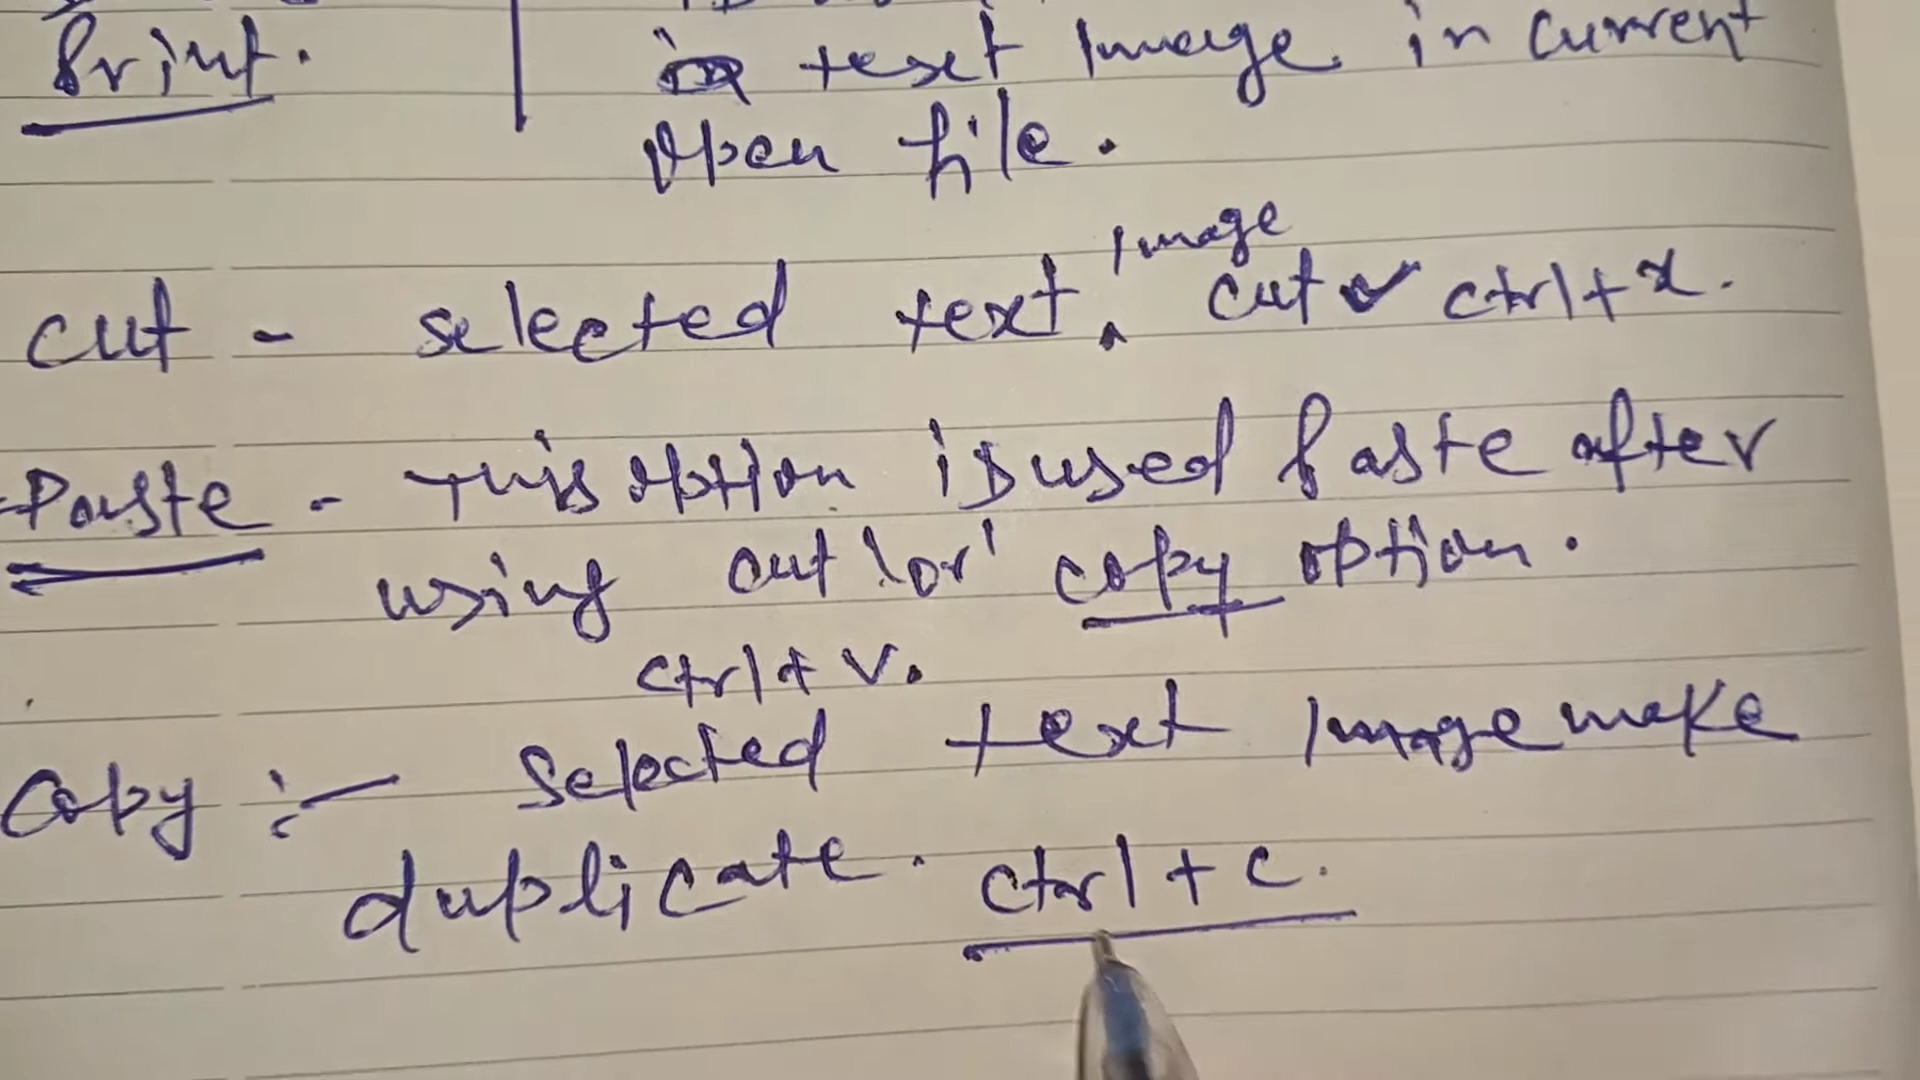 Print.
text Image in current
open file.
Image
cut - selected text. cut ctrl+x.
Paste - This option is used Paste after
using cut 'or' copy option.
ctrl+v.
Copy :- Selected text Image make
duplicate. ctrl+c.